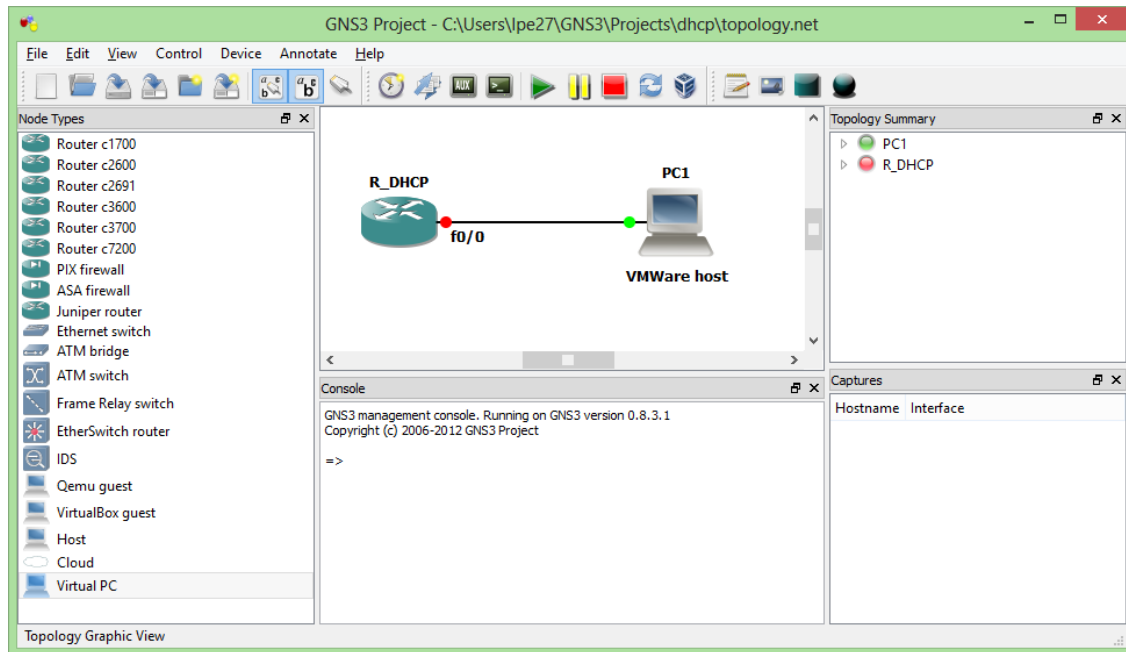 GNS3 Project - C:\Users\lpe27\GNS3\Projects\dhcp\topology.net
File Edit View Control Device Annotate Help
AUX
Node Types
Router c1700
Router c2600
Router c2691
Router c3600
Router c3700
Router c7200
PIX firewall
ASA firewall
Juniper router
Ethernet switch
ATM bridge
ATM switch
Frame Relay switch
EtherSwitch router
IDS
Qemu guest
VirtualBox guest
Host
Cloud
Virtual PC
R_DHCP
f0/0
PC1
VMWare host
Console
GNS3 management console. Running on GNS3 version 0.8.3.1
Copyright (c) 2006-2012 GNS3 Project
=>
Topology Summary
PC1
R_DHCP
Captures
Hostname Interface
Topology Graphic View